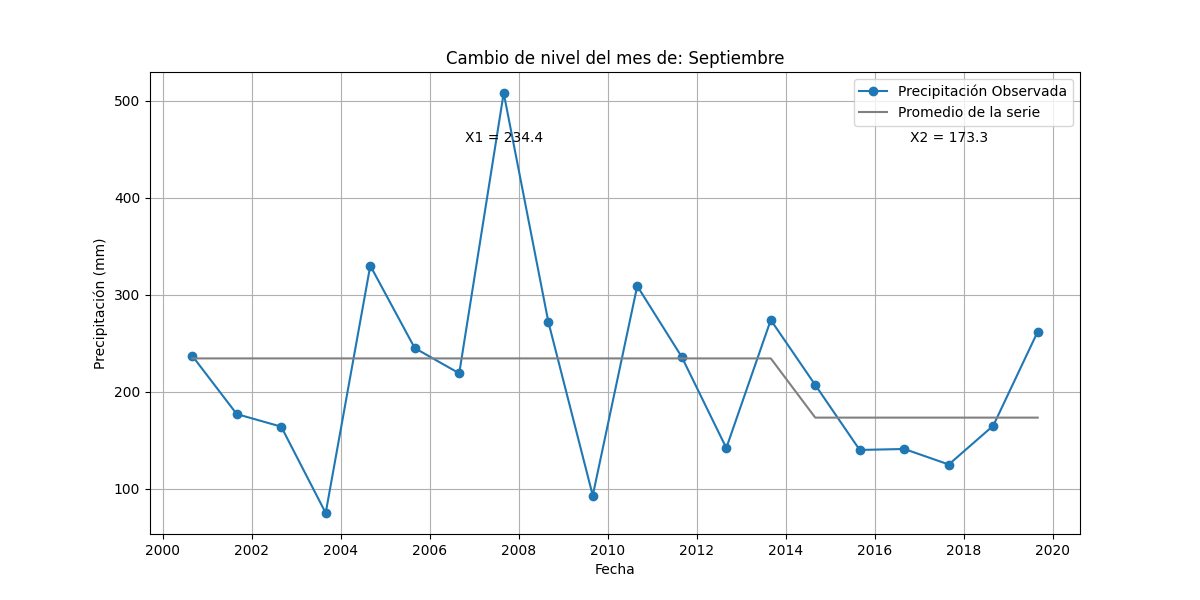 Cambio de nivel del mes de: Septiembre
Precipitación Observada
Promedio de la serie
X1 = 234.4
X2 = 173.3
Precipitación (mm)
500
400
300
200
100
2000 2002 2004 2006 2008 2010 2012 2014 2016 2018 2020
Fecha